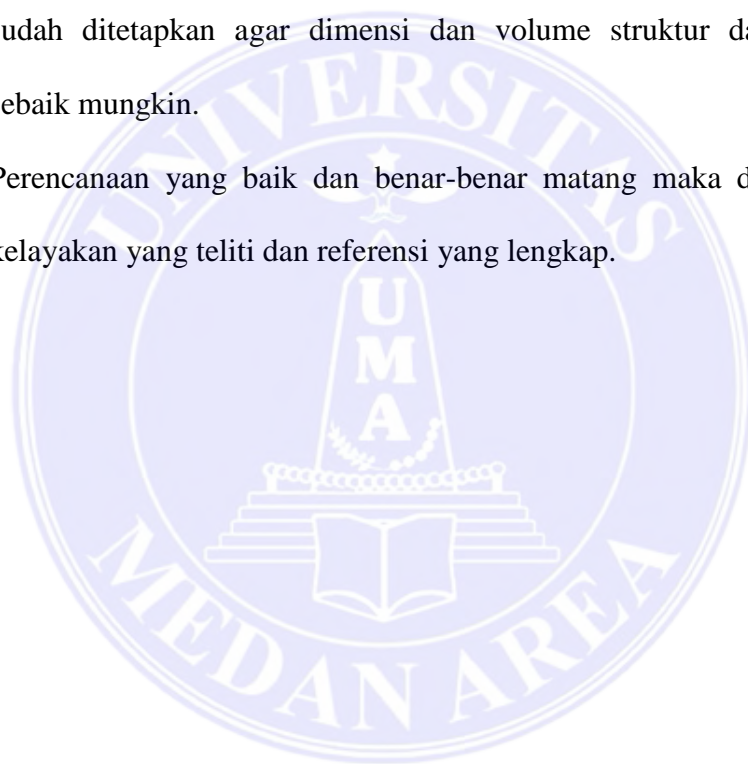 udah ditetapkan agar dimensi dan volume struktur da
ebaik mungkin.
Perencanaan yang baik dan benar-benar matang maka d
kelayakan yang teliti dan referensi yang lengkap.
UNIVERSITAS
U
M
A
MEDAN AREA